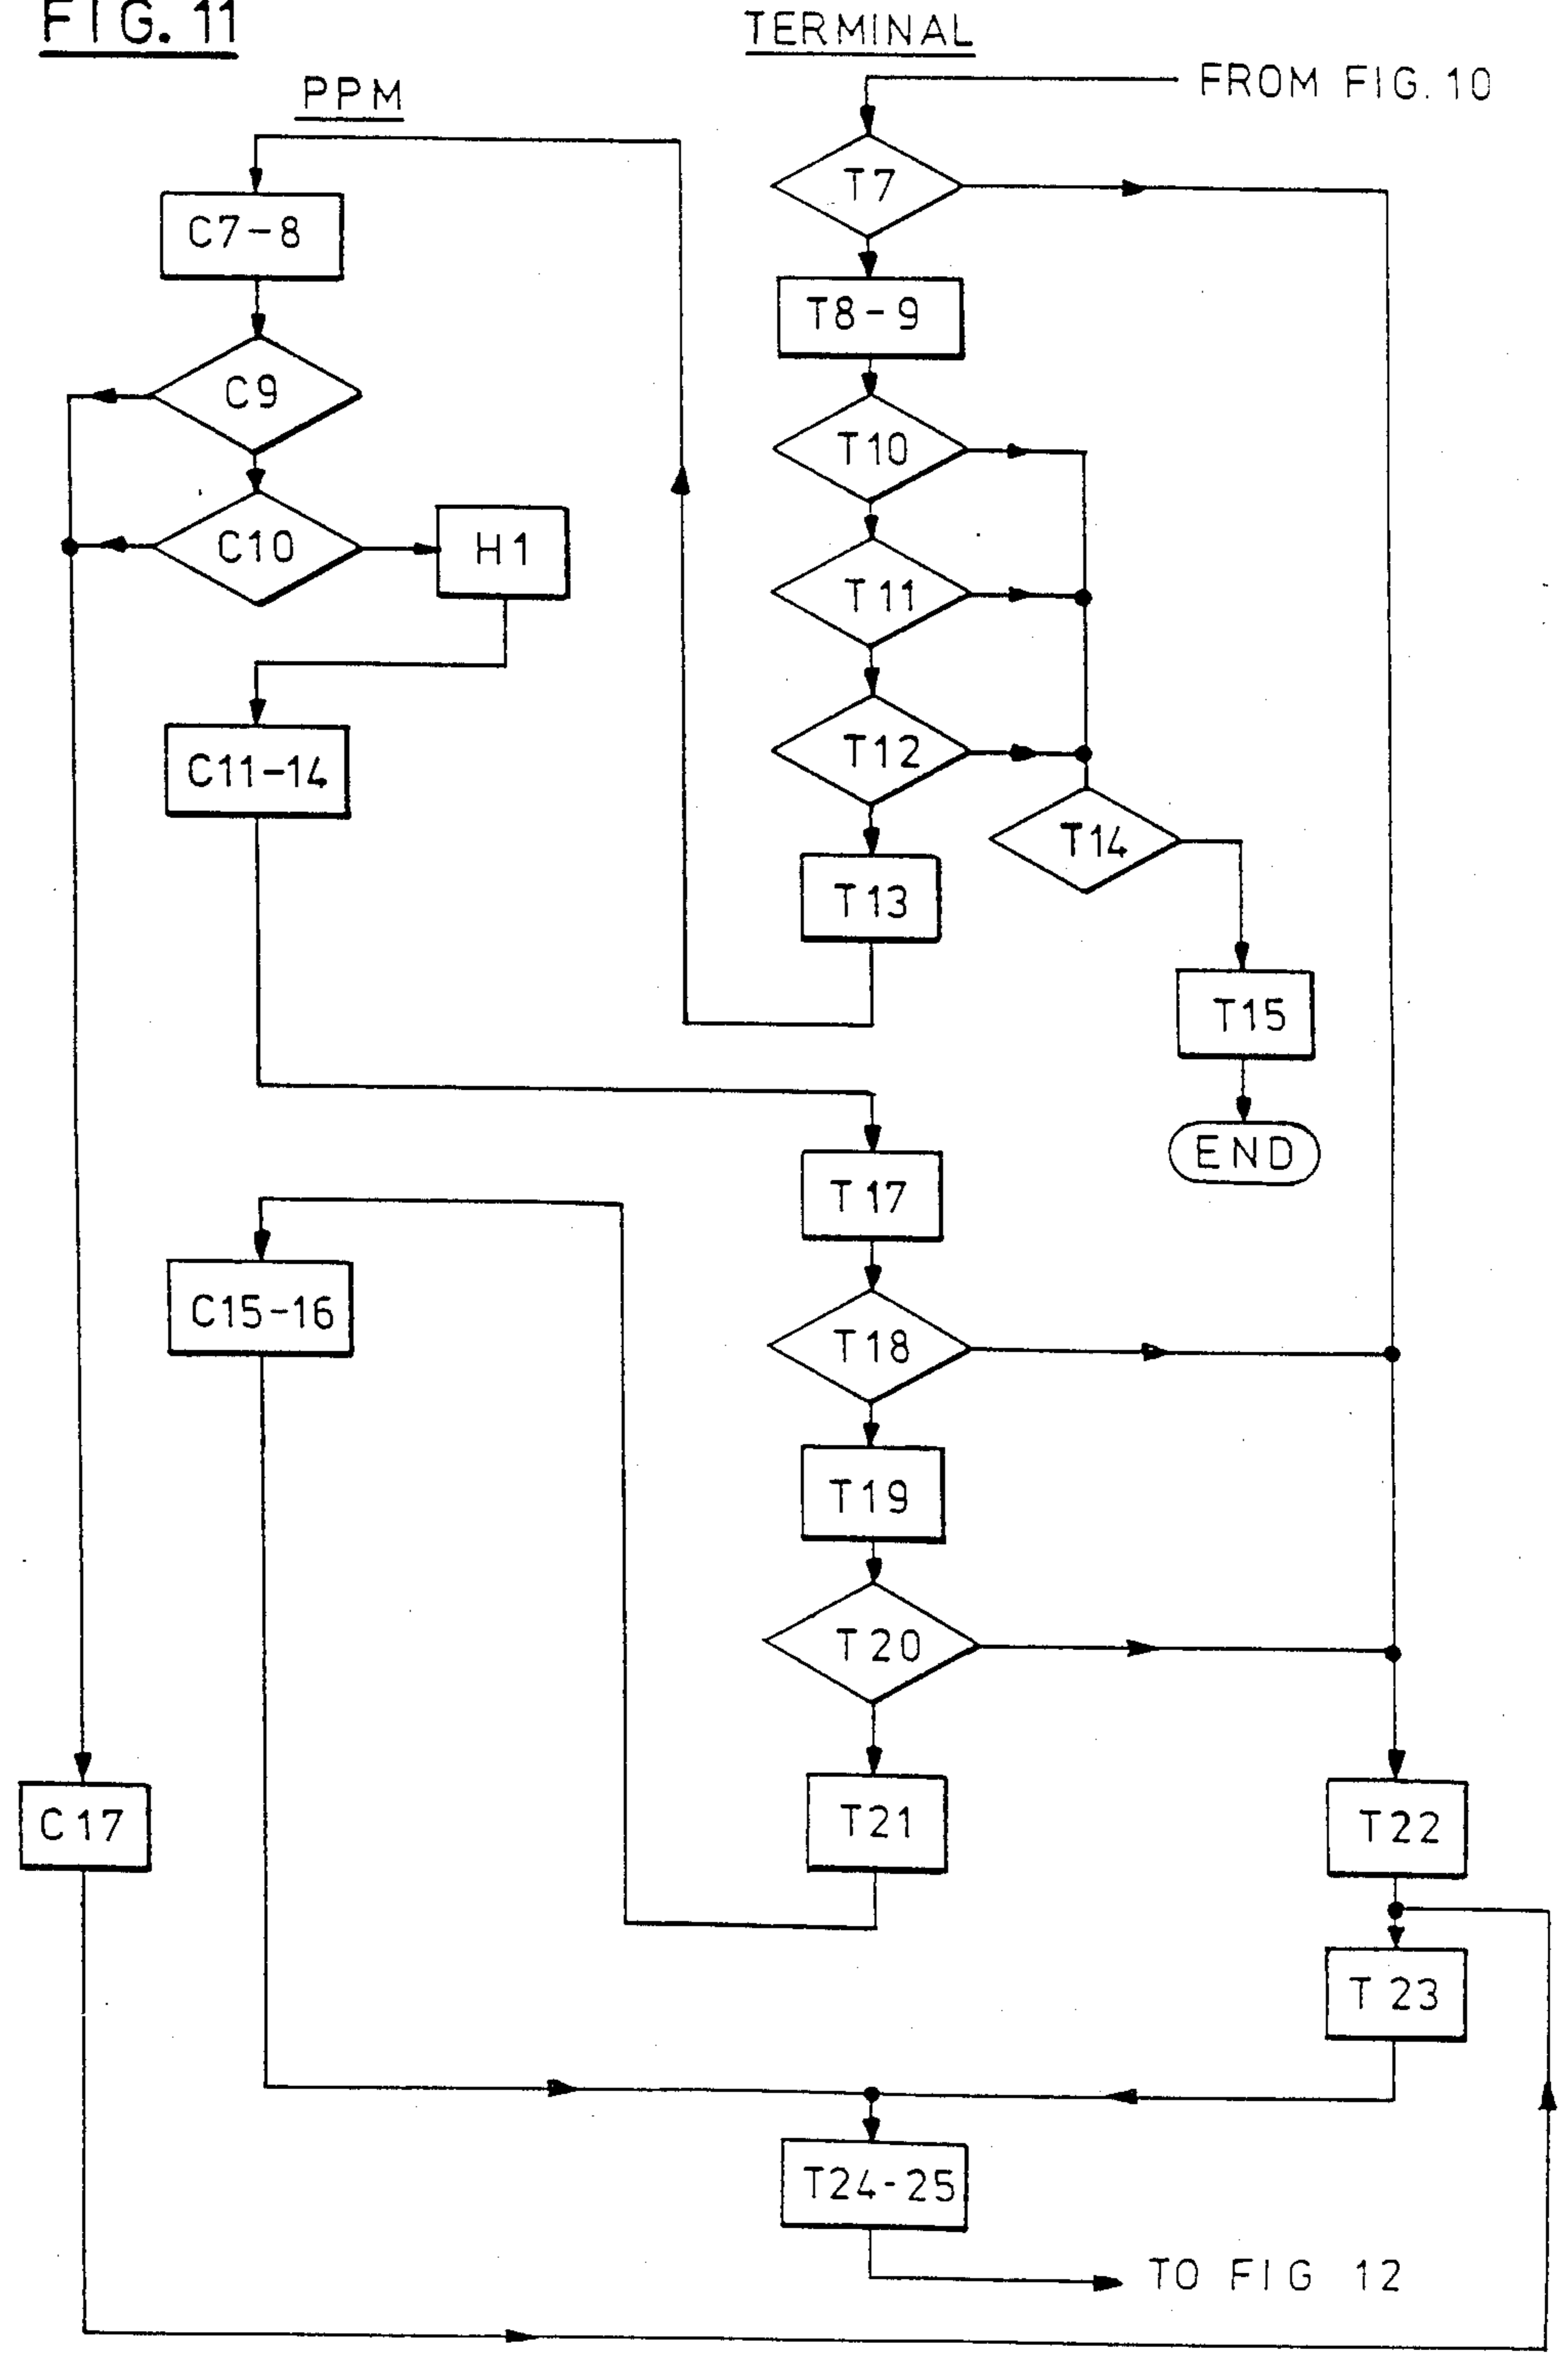 FIG. 11
TERMINAL
FROM FIG. 10
PPM
T7
C7-8
T8-9
C9
T10
C10
H1
T11
T12
C11-14
T14
T13
T15
END
T17
C15-16
T18
T19
T20
T21
C17
T22
T23
T24-25
TO FIG 12